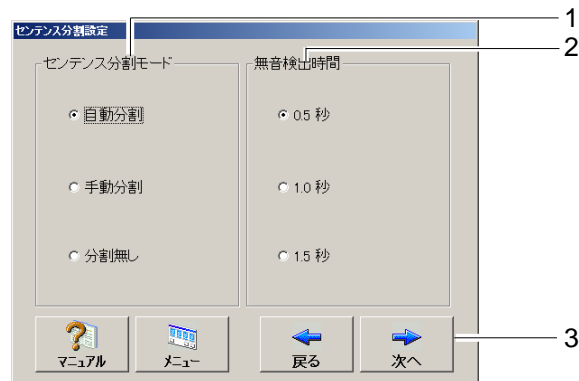 センテンス分割設定
1
センテンス分割モード
無音検出時間
2
自動分割
0.5 秒
手動分割
1.0 秒
分割無し
1.5 秒
マニュアル
メニュー
戻る
次へ
3